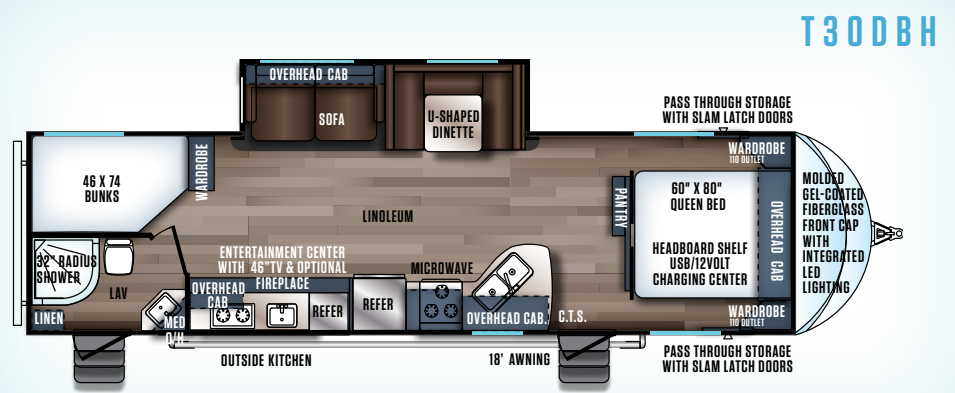 T30DBH
OVERHEAD CAB
SOFA
U-SHAPED
DINETTE
PASS THROUGH STORAGE
WITH SLAM LATCH DOORS
WARDROBE
110 OUTLET
46 X 74
BUNKS
WARDROBE
LINOLEUM
PANTRY
60" X 80"
QUEEN BED
HEADBOARD SHELF
USB/12VOLT
CHARGING CENTER
OVERHEAD CAB
MOLDED
GEL-COATED
FIBERGLASS
FRONT CAP
WITH
INTEGRATED
LED
LIGHTING
32" RADIUS
SHOWER
LAV
LINEN
MED
O/H
ENTERTAINMENT CENTER
WITH 46"TV & OPTIONAL
FIREPLACE
OVERHEAD
CAB
REFER
REFER
MICROWAVE
OVERHEAD CAB.
C.T.S.
WARDROBE
110 OUTLET
OUTSIDE KITCHEN
18' AWNING
PASS THROUGH STORAGE
WITH SLAM LATCH DOORS